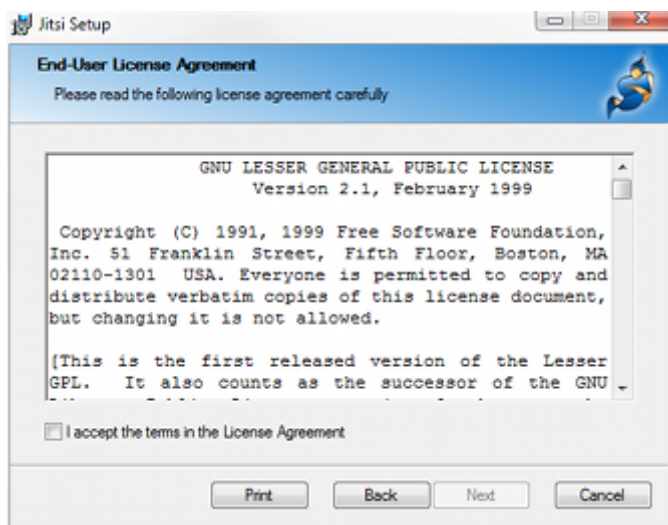 Jitsi Setup
End-User License Agreement
Please read the following license agreement carefully
GNU LESSER GENERAL PUBLIC LICENSE
Version 2.1, February 1999
Copyright (C) 1991, 1999 Free Software Foundation,
Inc. 51 Franklin Street, Fifth Floor, Boston, MA
02110-1301 USA. Everyone is permitted to copy and
distribute verbatim copies of this license document,
but changing it is not allowed.
[This is the first released version of the Lesser
GPL. It also counts as the successor of the GNU
I accept the terms in the License Agreement
Print Back Next Cancel